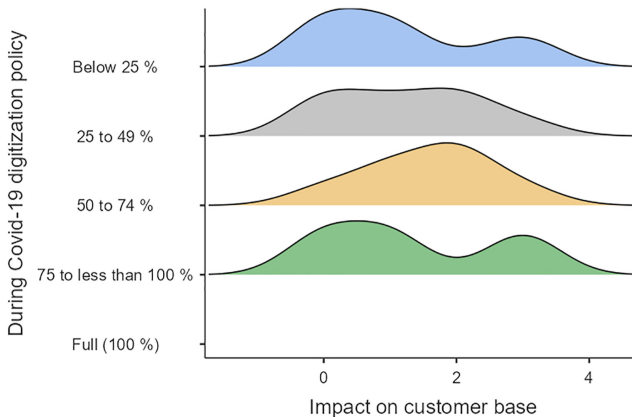 During Covid-19 digitization policy
Below 25 %
25 to 49 %
50 to 74 %
75 to less than 100 %
Full (100 %)
0 2 4
Impact on customer base